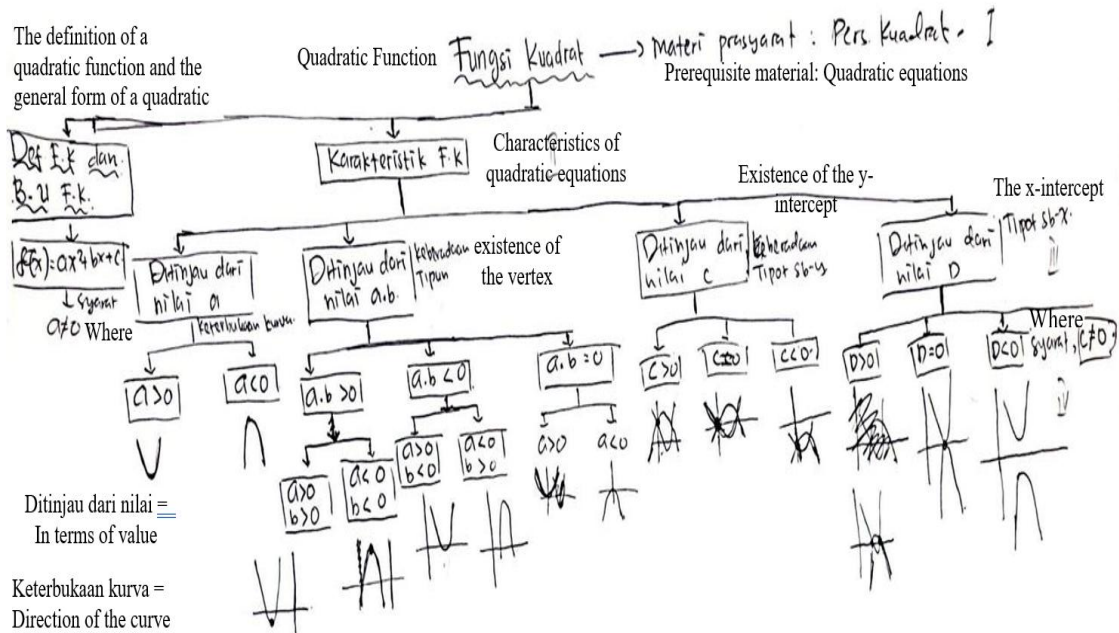 The definition of a
quadratic function and the
general form of a quadratic
Quadratic Function
Fungsi Kuadrat → Materi prasyarat : Pers. Kuadrat. I
Prerequisite material: Quadratic equations
Def F.K dan
B.U F.K.
Karakteristik F.K
Characteristics of
quadratic equations
Existence of the y-
intercept
The x-intercept
f(x)=ax²+bx+c
syarat
a≠0 Where
Ditinjau dari
nilai a
Keterbukaan kurva
Ditinjau dari
nilai a.b.
Keberadaan
Tipun
existence of
the vertex
Ditinjau dari
nilai c
Keberadaan
Tipot sb-y
Ditinjau dari
nilai D
Tipot sb-x.
Where
syarat, c≠0.
a>0
a<0
a.b >0
a.b <0
a.b =0
c>0
c=0
c<0
D>0
D=0
D<0
a>0
b>0
a<0
b<0
a>0
b<0
a<0
b>0
a>0
a<0
Ditinjau dari nilai =
In terms of value
Keterbukaan kurva =
Direction of the curve